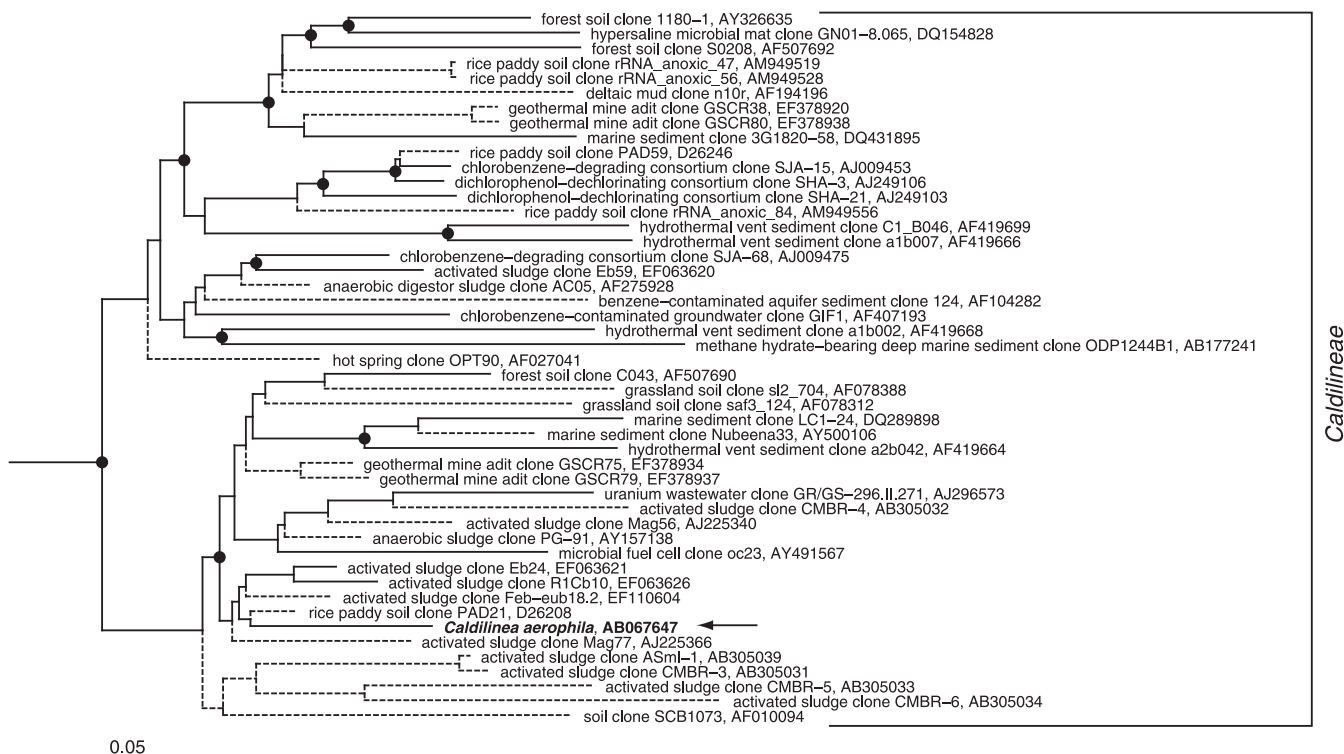 forest soil clone 1180–1, AY326635
hypersaline microbial mat clone GN01–8.065, DQ154828
forest soil clone S0208, AF507692
rice paddy soil clone rRNA_anoxic_47, AM949519
rice paddy soil clone rRNA_anoxic_56, AM949528
deltaic mud clone n10r, AF194196
geothermal mine adit clone GSCR38, EF378920
geothermal mine adit clone GSCR80, EF378938
marine sediment clone 3G1820–58, DQ431895
rice paddy soil clone PAD59, D26246
chlorobenzene–degrading consortium clone SJA–15, AJ009453
dichlorophenol–dechlorinating consortium clone SHA–3, AJ249106
dichlorophenol–dechlorinating consortium clone SHA–21, AJ249103
rice paddy soil clone rRNA_anoxic_84, AM949556
hydrothermal vent sediment clone C1_B046, AF419699
hydrothermal vent sediment clone a1b007, AF419666
chlorobenzene–degrading consortium clone SJA–68, AJ009475
activated sludge clone Eb59, EF063620
anaerobic digestor sludge clone AC05, AF275928
benzene–contaminated aquifer sediment clone 124, AF104282
chlorobenzene–contaminated groundwater clone GIF1, AF407193
hydrothermal vent sediment clone a1b002, AF419668
methane hydrate–bearing deep marine sediment clone ODP1244B1, AB177241
hot spring clone OPT90, AF027041
forest soil clone C043, AF507690
grassland soil clone sl2_704, AF078388
grassland soil clone saf3_124, AF078312
marine sediment clone LC1–24, DQ289898
marine sediment clone Nubeena33, AY500106
hydrothermal vent sediment clone a2b042, AF419664
geothermal mine adit clone GSCR75, EF378934
geothermal mine adit clone GSCR79, EF378937
uranium wastewater clone GR/GS–296.II.271, AJ296573
activated sludge clone CMBR–4, AB305032
activated sludge clone Mag56, AJ225340
anaerobic sludge clone PG–91, AY157138
microbial fuel cell clone oc23, AY491567
activated sludge clone Eb24, EF063621
activated sludge clone R1Cb10, EF063626
activated sludge clone Feb–eub18.2, EF110604
rice paddy soil clone PAD21, D26208
Caldilinea aerophila, AB067647
activated sludge clone Mag77, AJ225366
activated sludge clone ASml–1, AB305039
activated sludge clone CMBR–3, AB305031
activated sludge clone CMBR–5, AB305033
activated sludge clone CMBR–6, AB305034
soil clone SCB1073, AF010094
Caldilineae
0.05